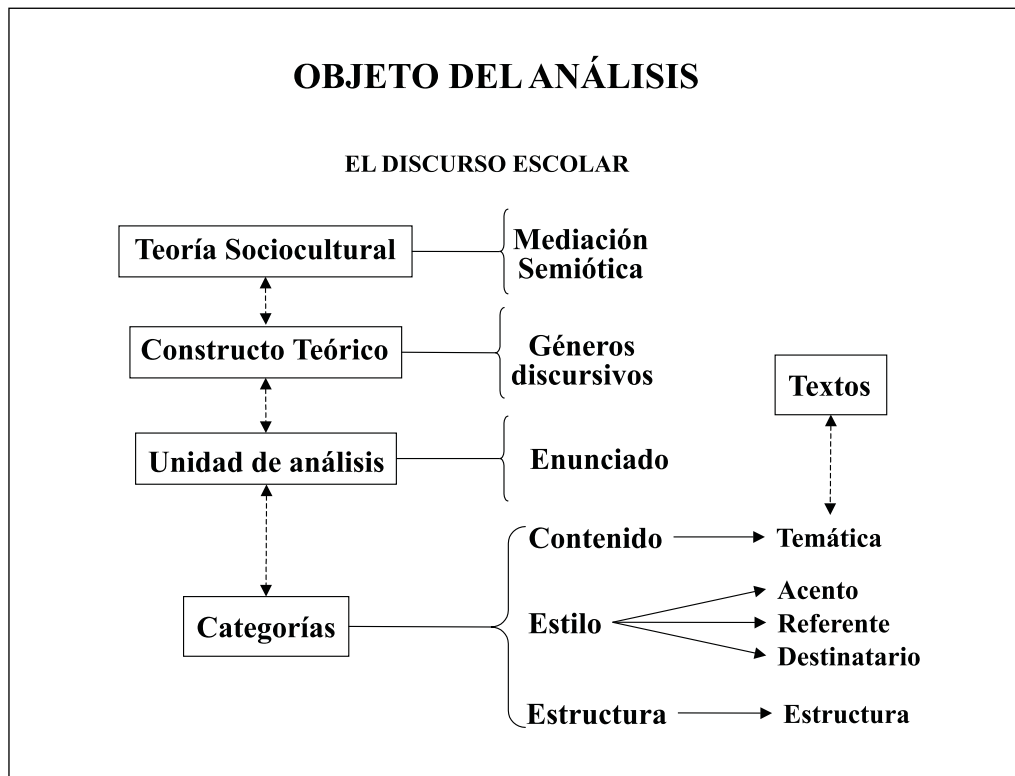 OBJETO DEL ANÁLISIS
EL DISCURSO ESCOLAR
Teoría Sociocultural
Mediación
Semiótica
Constructo Teórico
Géneros
discursivos
Textos
Unidad de análisis
Enunciado
Categorías
Contenido
Temática
Estilo
Acento
Referente
Destinatario
Estructura
Estructura